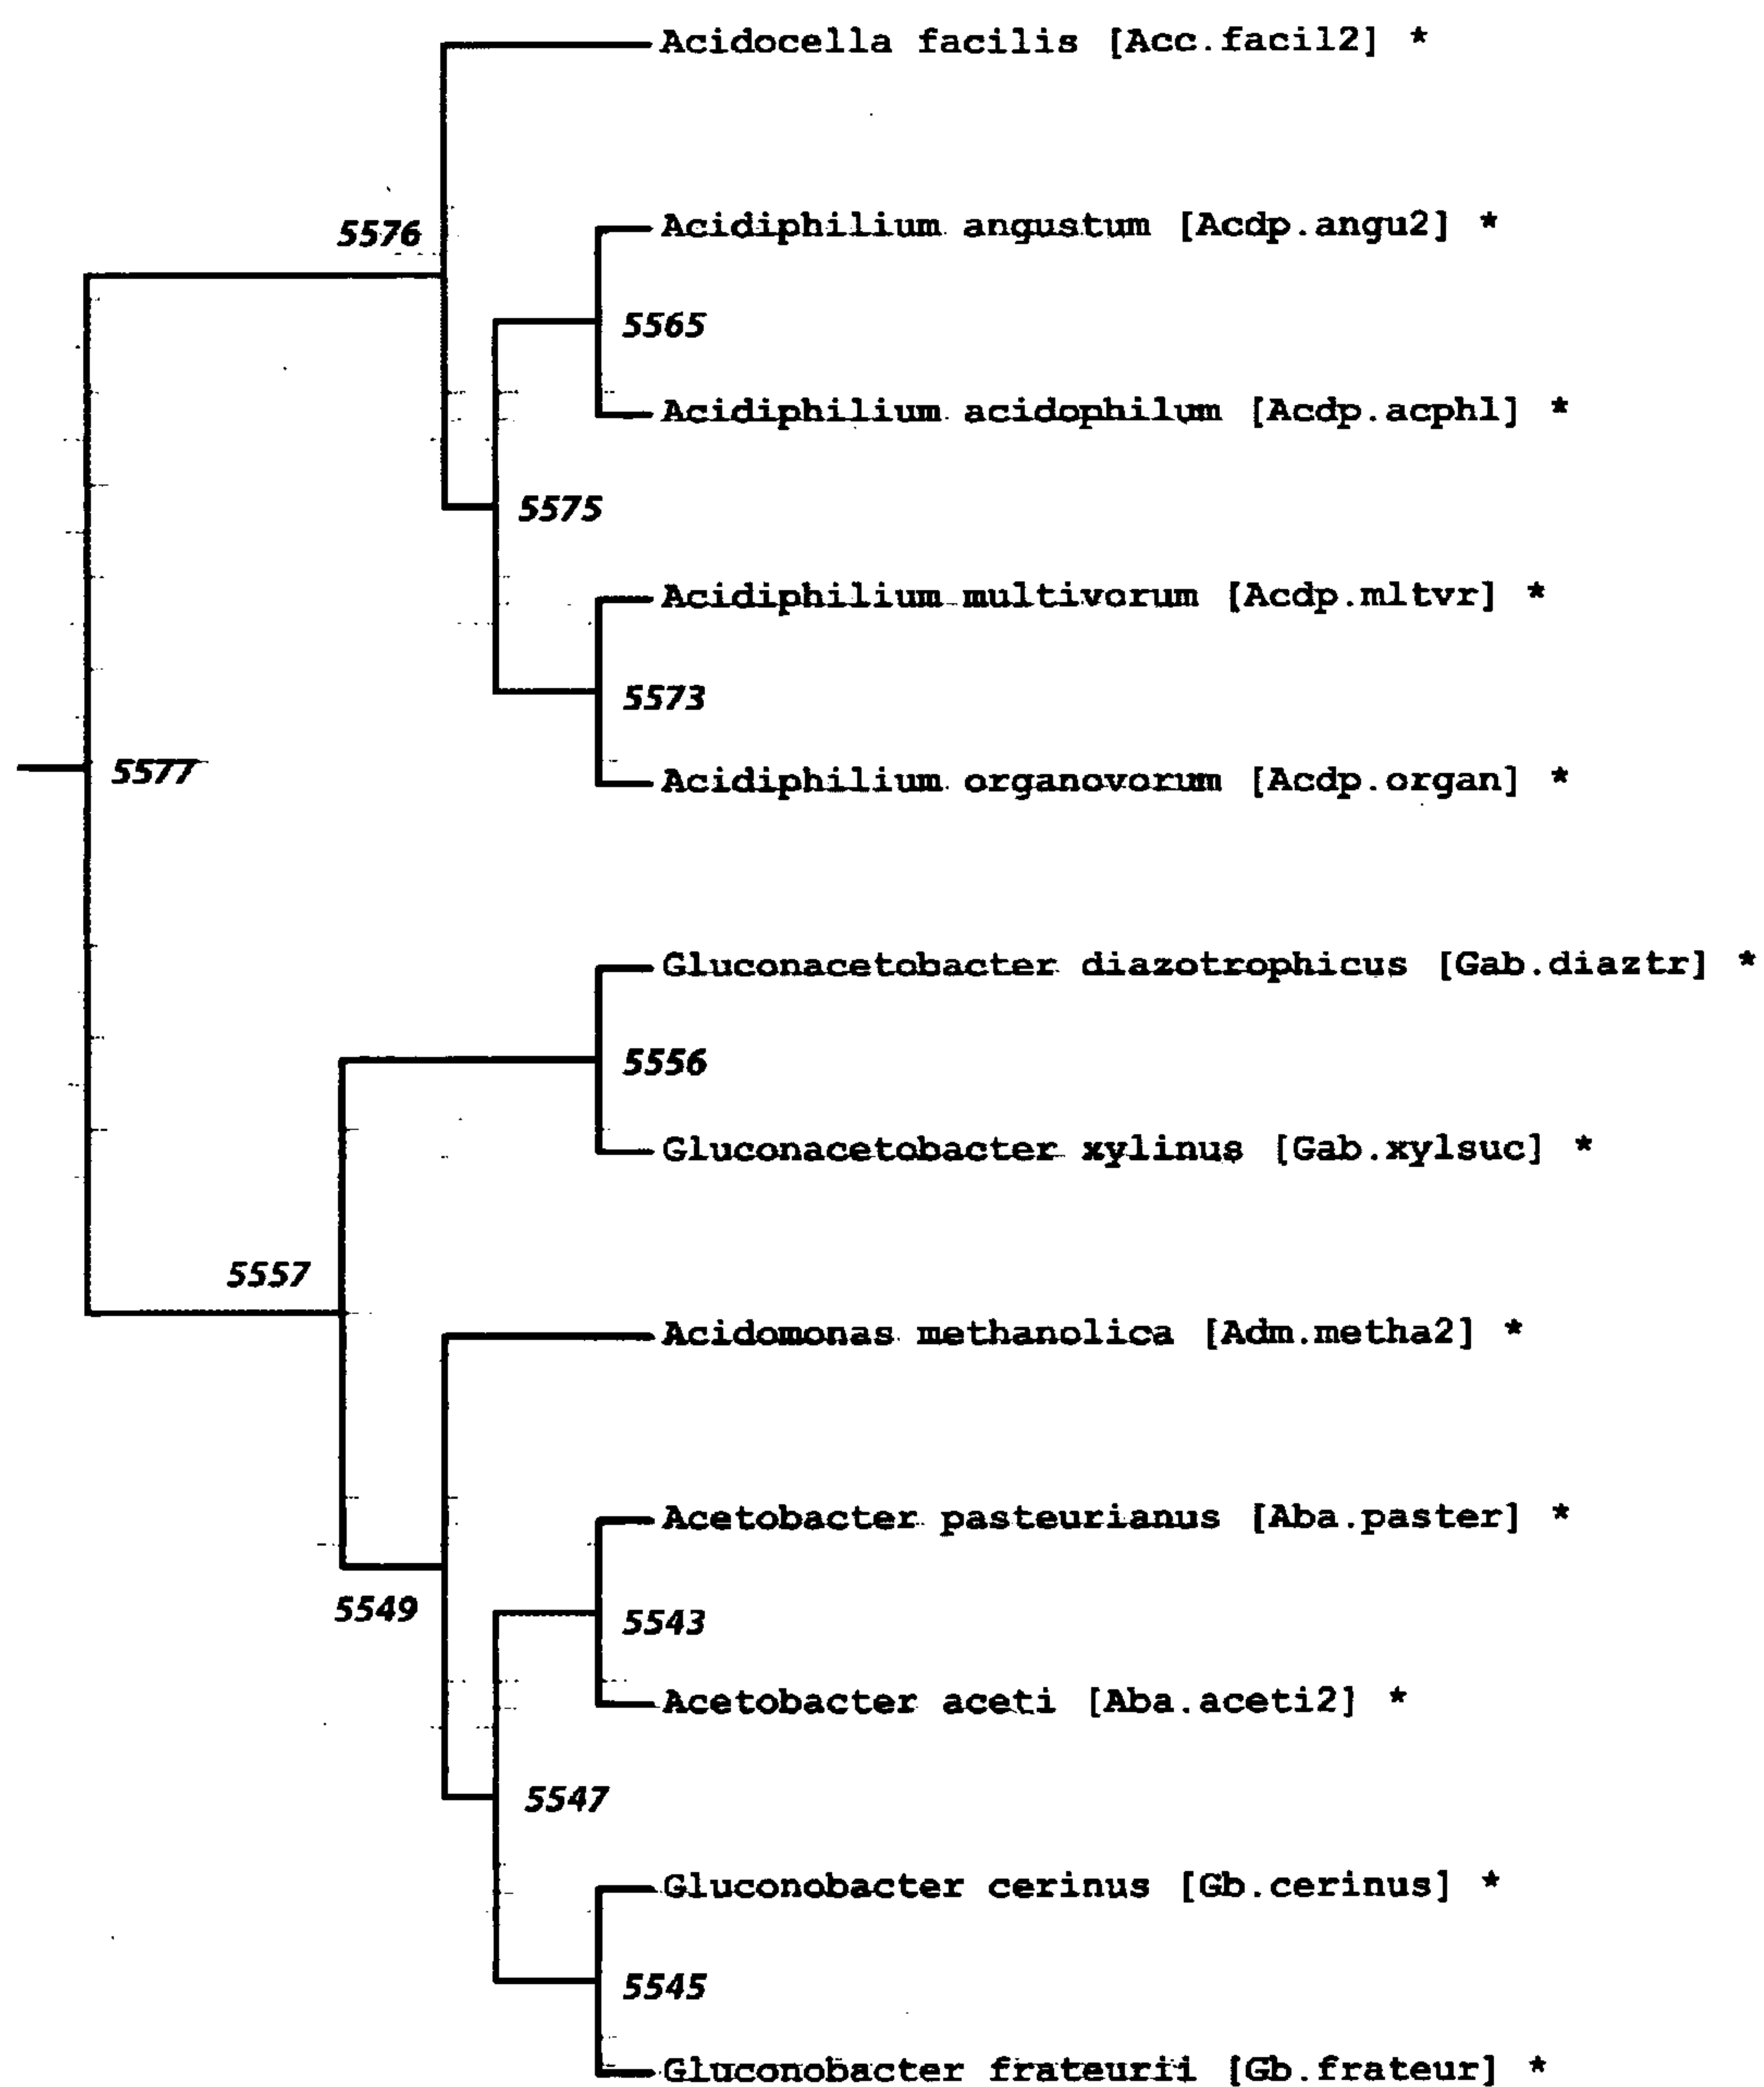 Acidocella facilis [Acc.facil2] *
5576
Acidiphilium angustum [Acdp.angu2] *
5565
Acidiphilium acidophilum [Acdp.acphl] *
5575
Acidiphilium multivorum [Acdp.mltvr] *
5573
5577
Acidiphilium organovorum [Acdp.organ] *
Gluconacetobacter diazotrophicus [Gab.diaztr] *
5556
Gluconacetobacter xylinus [Gab.xylsuc] *
5557
Acidomonas methanolica [Adm.metha2] *
Acetobacter pasteurianus [Aba.paster] *
5549
5543
Acetobacter aceti [Aba.aceti2] *
5547
Gluconobacter cerinus [Gb.cerinus] *
5545
Gluconobacter frateurii [Gb.frateur] *